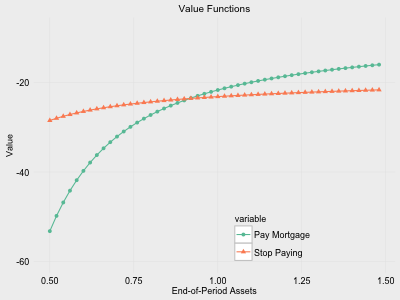 Value Functions
Value
-20
-40
-60
0.50
0.75
1.00
1.25
1.50
End-of-Period Assets
variable
Pay Mortgage
Stop Paying